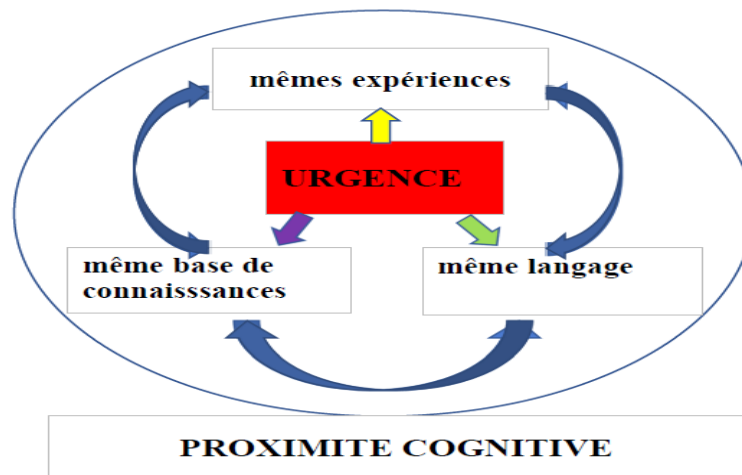 mêmes expériences
URGENCE
même base de
connaisssances
même langage
PROXIMITE COGNITIVE